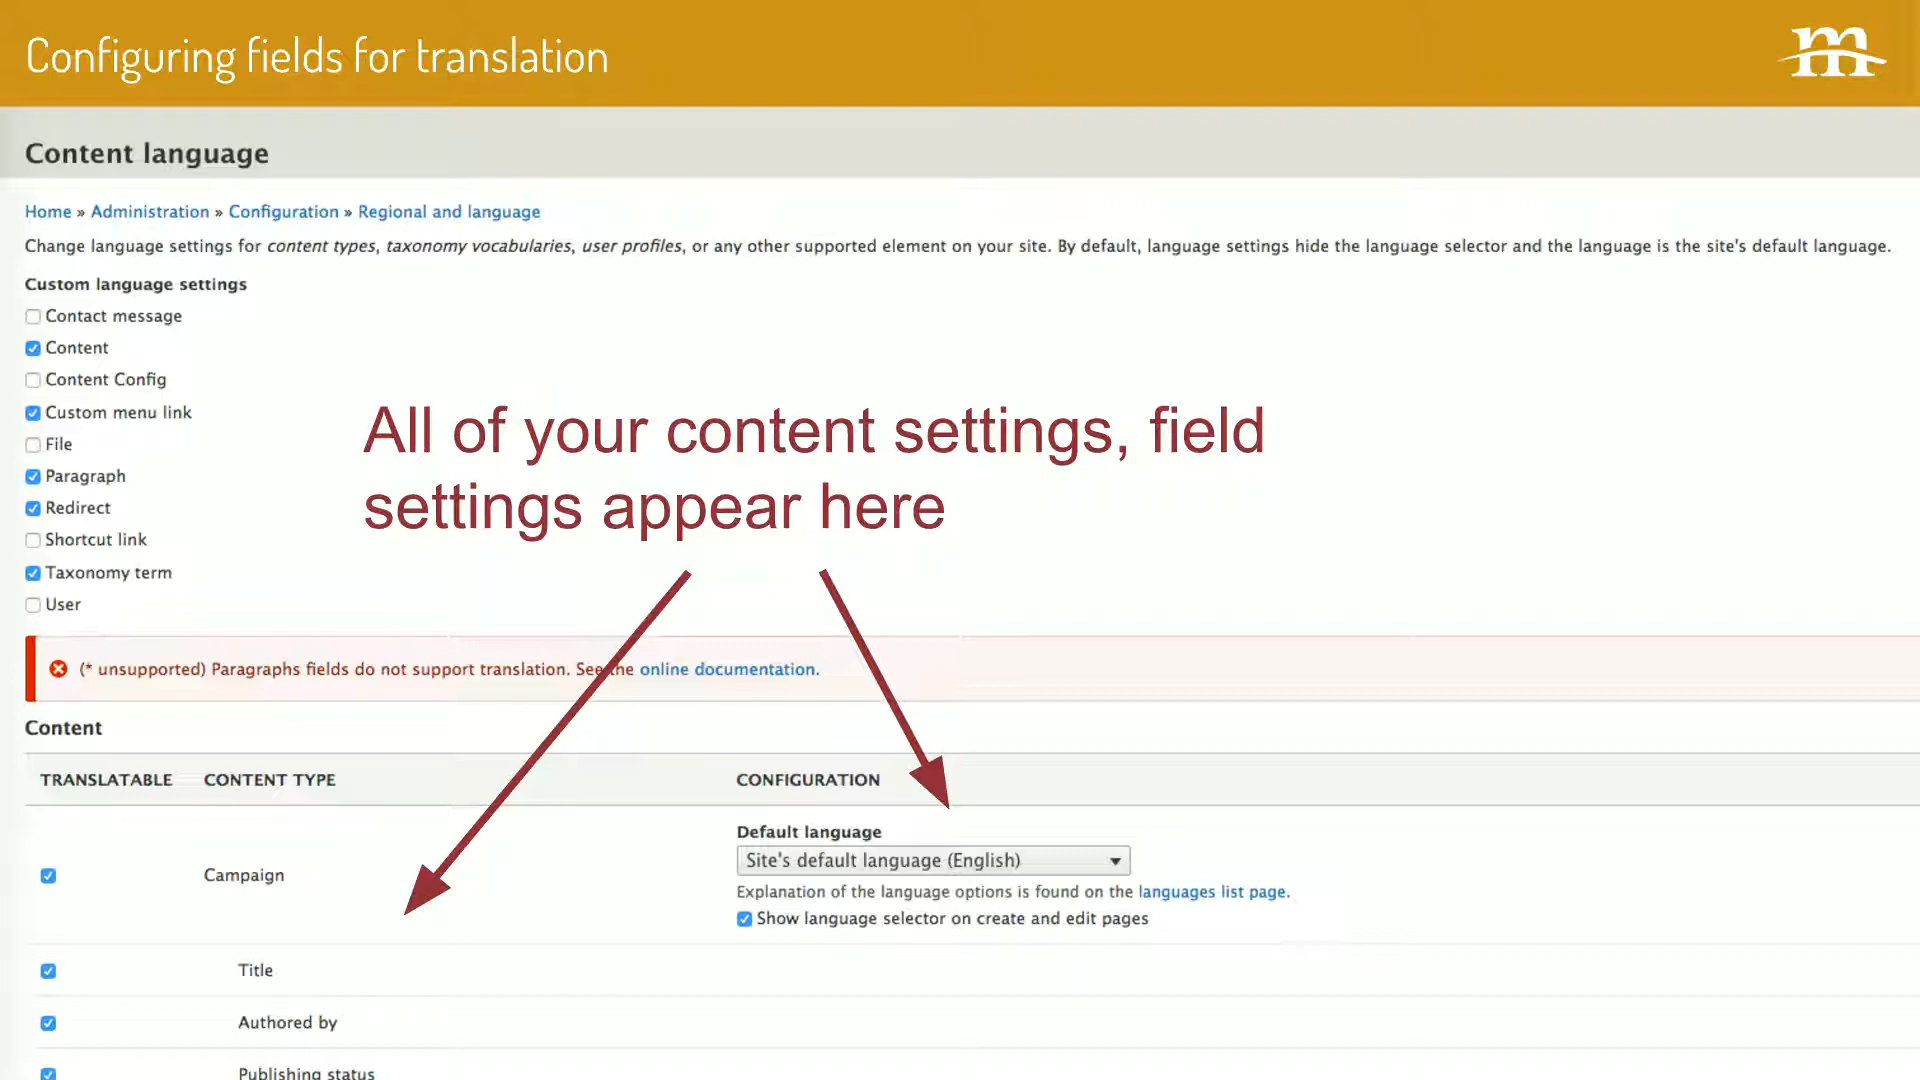 Configuring fields for translation
m
Content language
Home » Administration » Configuration » Regional and language
Change language settings for content types, taxonomy vocabularies, user profiles, or any other supported element on your site. By default, language settings hide the language selector and the language is the site's default language.
Custom language settings
Contact message
Content
Content Config
Custom menu link
File
Paragraph
Redirect
Shortcut link
Taxonomy term
User
All of your content settings, field
settings appear here
(* unsupported) Paragraphs fields do not support translation. See the online documentation.
Content
TRANSLATABLE CONTENT TYPE CONFIGURATION
Default language
Site's default language (English)
Campaign
Explanation of the language options is found on the languages list page.
Show language selector on create and edit pages
Title
Authored by
Publishing status